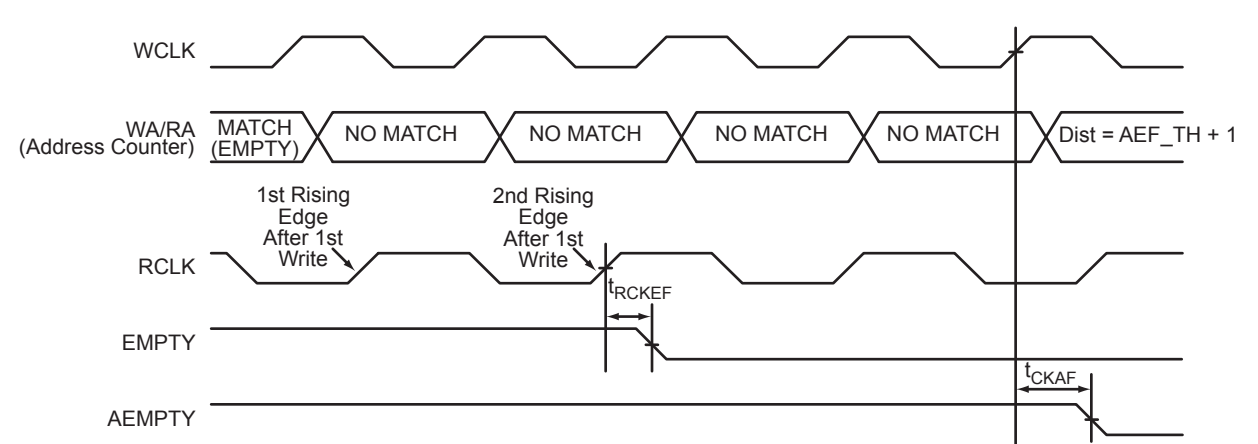 WCLK
WA/RA
(Address Counter)
MATCH
(EMPTY)
NO MATCH
NO MATCH
NO MATCH
NO MATCH
Dist = AEF_TH + 1
1st Rising
Edge
After 1st
Write
2nd Rising
Edge
After 1st
Write
RCLK
tRCKEF
EMPTY
tCKAF
AEMPTY